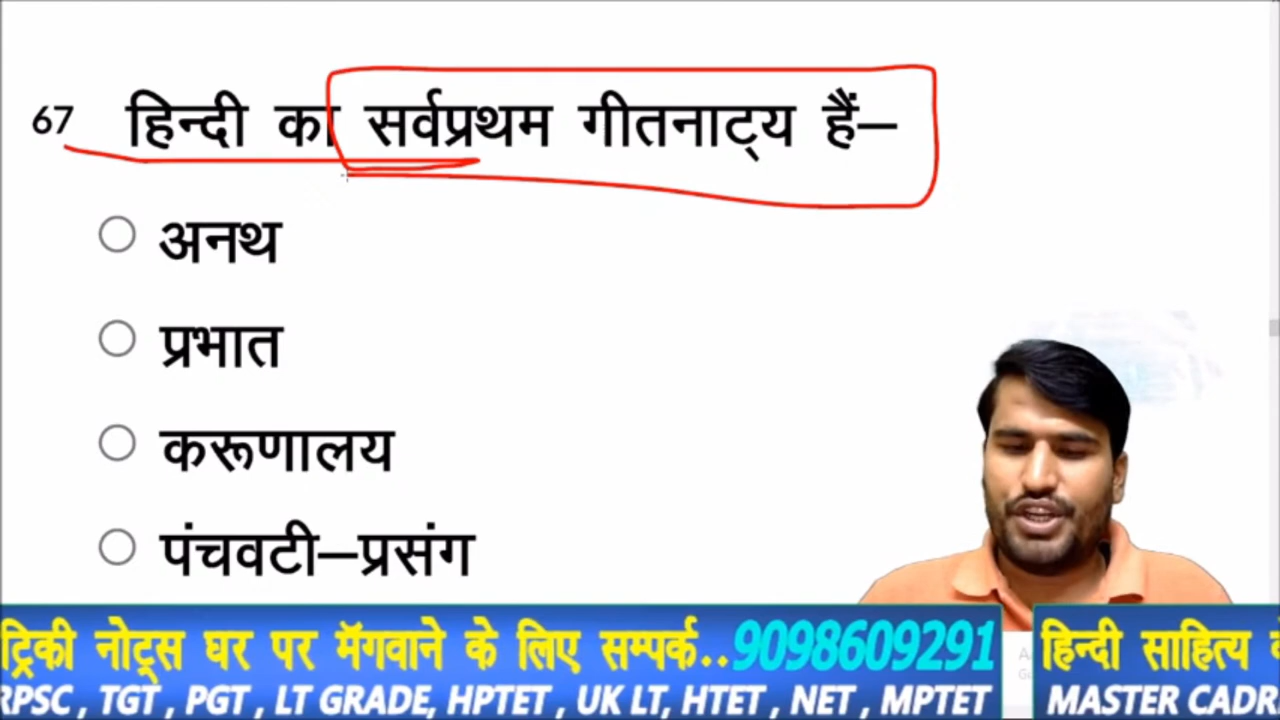 67 हिन्दी का सर्वप्रथम गीतनाट्य हैं–
अनथ
प्रभात
करूणालय
पंचवटी–प्रसंग
ट्रिकी नोट्स घर पर मँगवाने के लिए सम्पर्क..9098609291
RPSC , TGT , PGT , LT GRADE, HPTET , UK LT, HTET , NET , MPTET
हिन्दी साहित्य
MASTER CADR